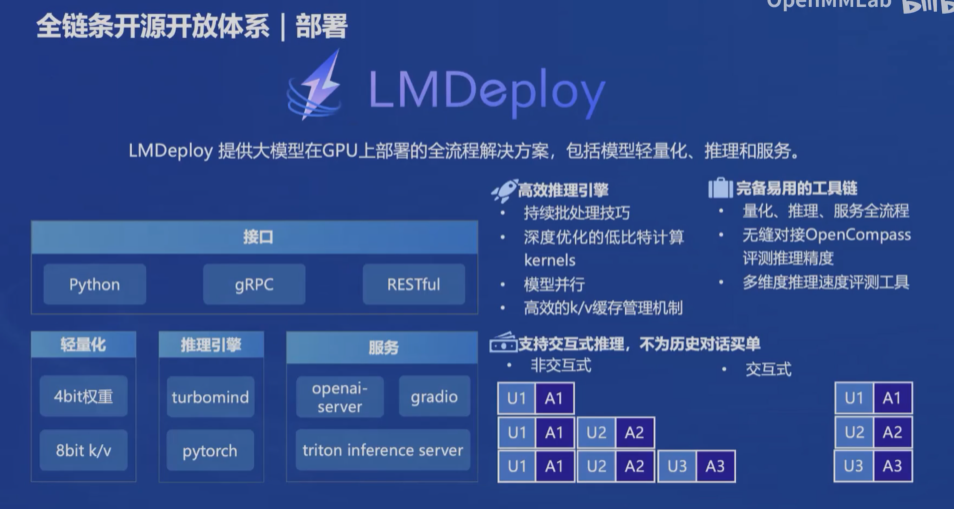 OpenMMLab
全链条开源开放体系｜部署
LMDeploy
LMDeploy 提供大模型在GPU上部署的全流程解决方案，包括模型轻量化、推理和服务。
接口
Python gRPC RESTful
轻量化
4bit权重
8bit k/v
推理引擎
turbomind
pytorch
服务
openai-
server
gradio
triton inference server
高效推理引擎
• 持续批处理技巧
• 深度优化的低比特计算
kernels
• 模型并行
• 高效的k/v缓存管理机制
完备易用的工具链
• 量化、推理、服务全流程
• 无缝对接OpenCompass
评测推理精度
• 多维度推理速度评测工具
支持交互式推理，不为历史对话买单
• 非交互式
U1 A1
U1 A1 U2 A2
U1 A1 U2 A2 U3 A3
• 交互式
U1 A1
U2 A2
U3 A3